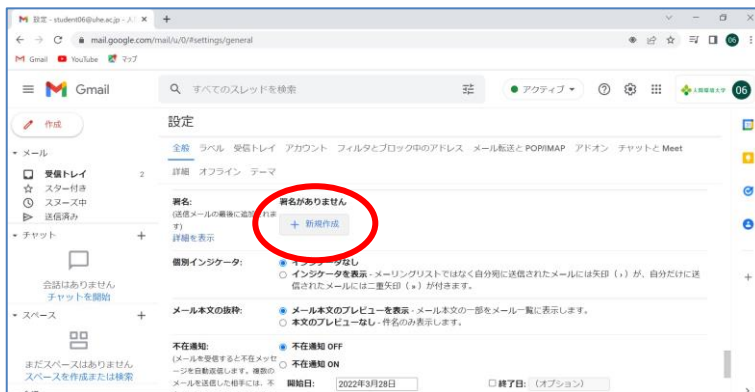 設定 - student06@uhe.ac.jp -
mail.google.com/mail/u/0/#settings/general
Gmail YouTube マップ
Gmail
すべてのスレッドを検索
アクティブ
06
作成
設定
全般 ラベル 受信トレイ アカウント フィルタとブロック中のアドレス メール転送と POP/IMAP アドオン チャットと Meet
詳細 オフライン テーマ
メール
受信トレイ 2
スター付き
スヌーズ中
送信済み
チャット
会話はありません
チャットを開始
スペース
まだスペースはありません
スペースを作成または検索
署名:
(送信メールの最後に追加されま
す)
詳細を表示
署名がありません
+ 新規作成
個別インジケータ:
インジケータなし
インジケータを表示 - メーリングリストではなく自分宛に送信されたメールには矢印(›)が、自分だけに送
信されたメールには二重矢印(»)が付きます。
メール本文の抜粋:
メール本文のプレビューを表示 - メール本文の一部をメール一覧に表示します。
本文のプレビューなし - 件名のみ表示します。
不在通知:
(メールを受信すると不在メッセ
ージを自動返信します。複数の
メールを送信した相手には、不
不在通知 OFF
不在通知 ON
開始日: 2022年3月28日
終了日: (オプション)